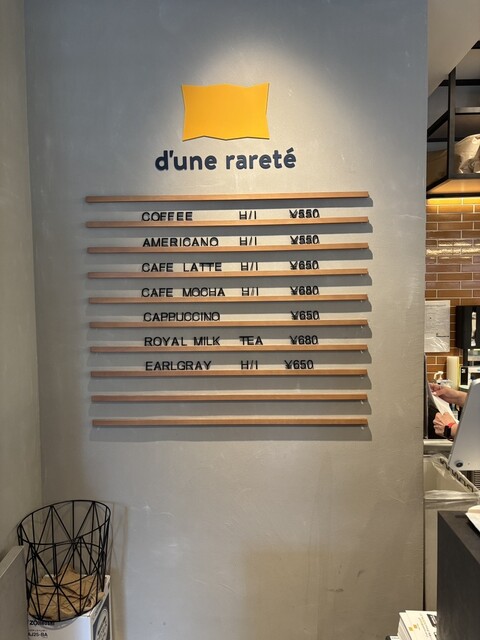 d'une rareté
COFFEE H/I ¥550
AMERICANO H/I ¥550
CAFE LATTE H/I ¥650
CAFE MOCHA H/I ¥680
CAPPUCCINO ¥650
ROYAL MILK TEA ¥680
EARLGRAY H/I ¥650